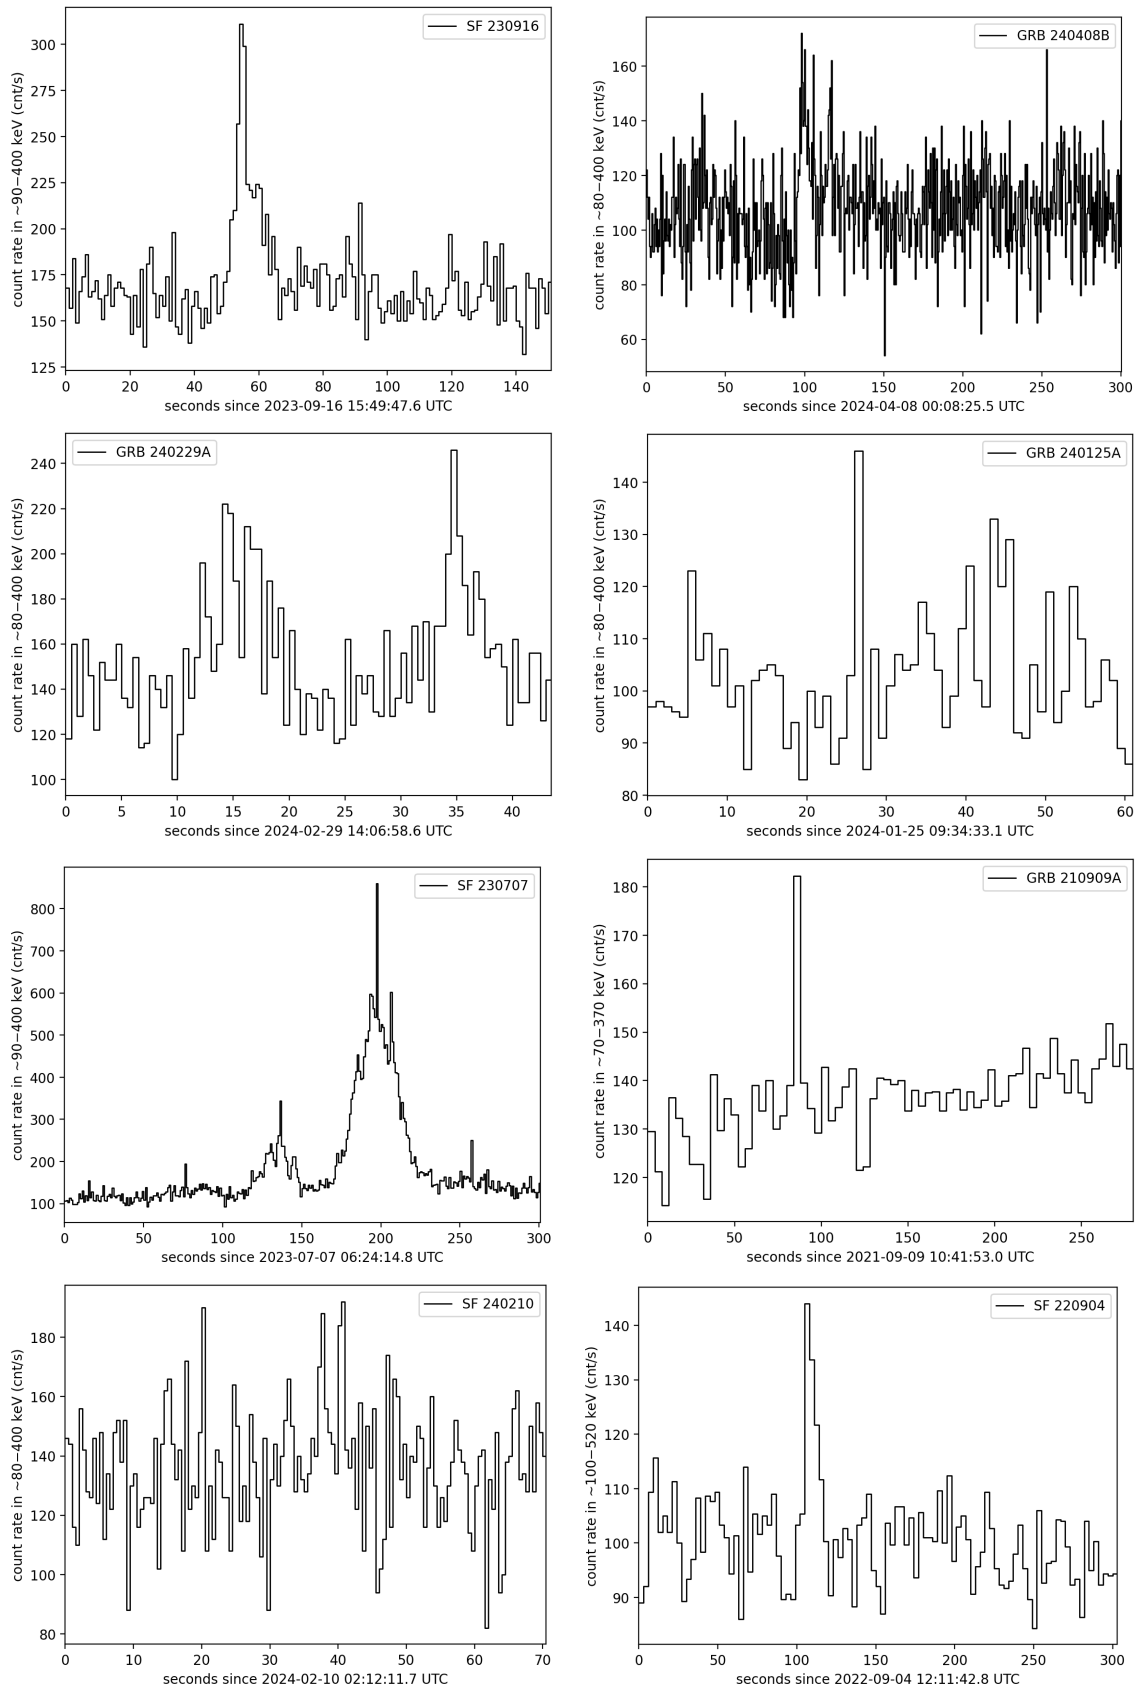 SF 230916
count rate in ~90−400 keV (cnt/s)
300
275
250
225
200
175
150
125
0 20 40 60 80 100 120 140
seconds since 2023-09-16 15:49:47.6 UTC
GRB 240408B
count rate in ~80−400 keV (cnt/s)
160
140
120
100
80
60
0 50 100 150 200 250 300
seconds since 2024-04-08 00:08:25.5 UTC
GRB 240229A
count rate in ~80−400 keV (cnt/s)
240
220
200
180
160
140
120
100
0 5 10 15 20 25 30 35 40
seconds since 2024-02-29 14:06:58.6 UTC
GRB 240125A
count rate in ~80−400 keV (cnt/s)
140
130
120
110
100
90
80
0 10 20 30 40 50 60
seconds since 2024-01-25 09:34:33.1 UTC
SF 230707
count rate in ~90−400 keV (cnt/s)
800
700
600
500
400
300
200
100
0 50 100 150 200 250 300
seconds since 2023-07-07 06:24:14.8 UTC
GRB 210909A
count rate in ~70−370 keV (cnt/s)
180
170
160
150
140
130
120
0 50 100 150 200 250
seconds since 2021-09-09 10:41:53.0 UTC
SF 240210
count rate in ~80−400 keV (cnt/s)
180
160
140
120
100
80
0 10 20 30 40 50 60 70
seconds since 2024-02-10 02:12:11.7 UTC
SF 220904
count rate in ~100−520 keV (cnt/s)
140
130
120
110
100
90
0 50 100 150 200 250 300
seconds since 2022-09-04 12:11:42.8 UTC